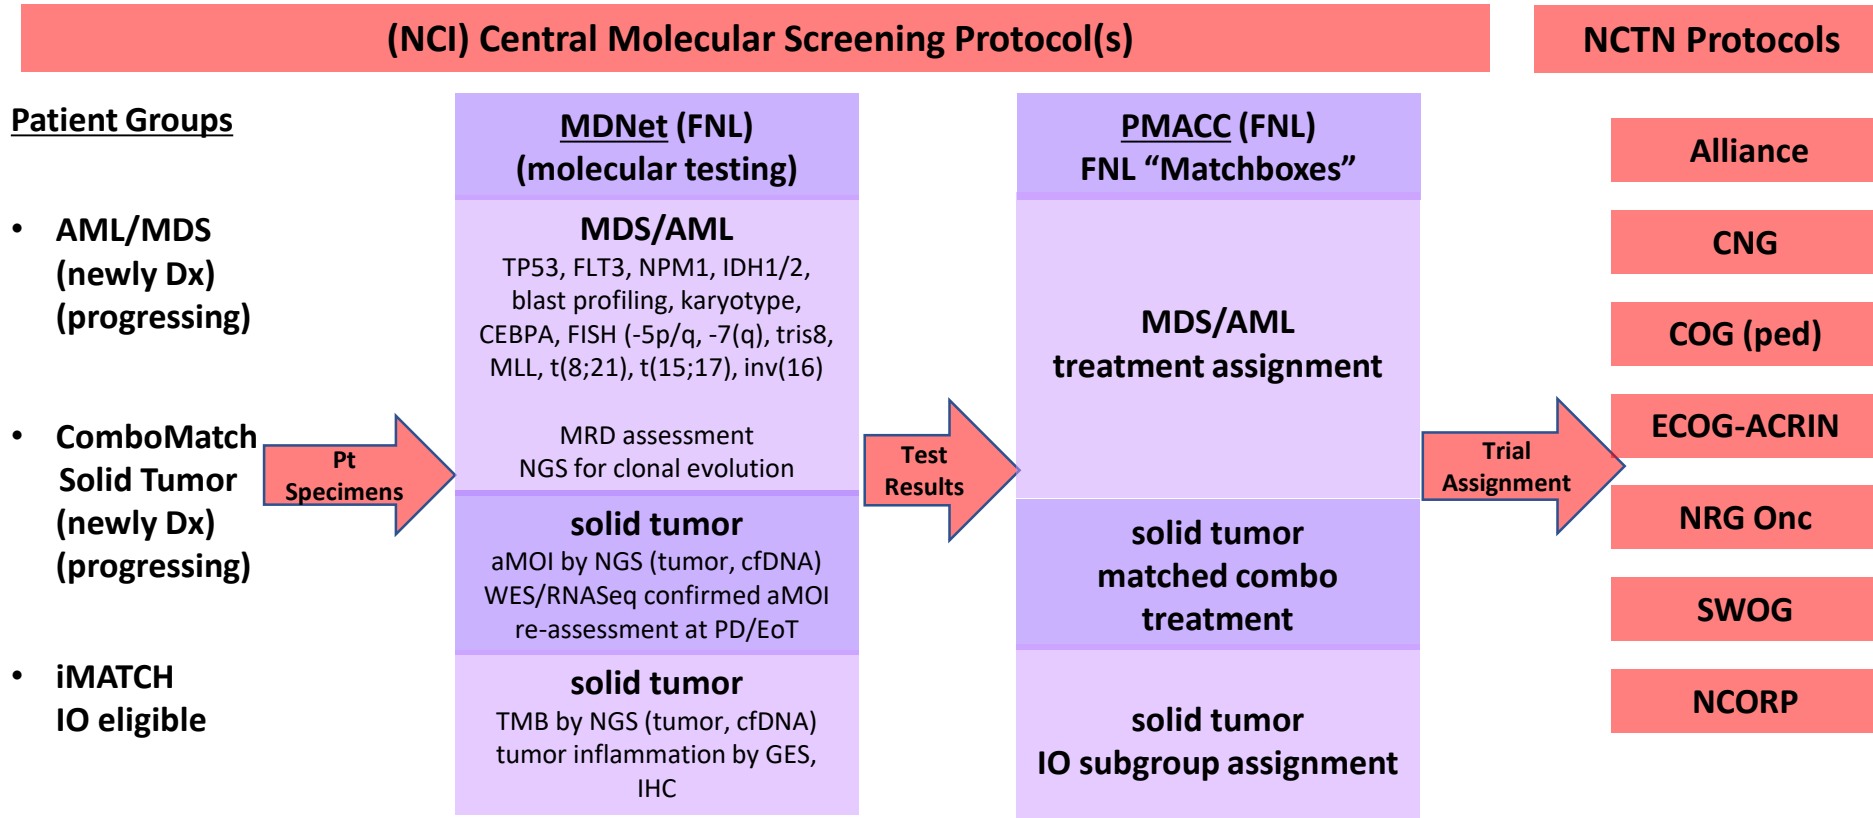 (NCI) Central Molecular Screening Protocol(s)
NCTN Protocols
Patient Groups
• AML/MDS
(newly Dx)
(progressing)
• ComboMatch
Solid Tumor
(newly Dx)
(progressing)
• iMATCH
IO eligible
Pt
Specimens
MDNet (FNL)
(molecular testing)
MDS/AML
TP53, FLT3, NPM1, IDH1/2,
blast profiling, karyotype,
CEBPA, FISH (-5p/q, -7(q), tris8,
MLL, t(8;21), t(15;17), inv(16)
MRD assessment
NGS for clonal evolution
solid tumor
aMOI by NGS (tumor, cfDNA)
WES/RNASeq confirmed aMOI
re-assessment at PD/EoT
solid tumor
TMB by NGS (tumor, cfDNA)
tumor inflammation by GES,
IHC
Test
Results
PMACC (FNL)
FNL “Matchboxes”
MDS/AML
treatment assignment
solid tumor
matched combo
treatment
solid tumor
IO subgroup assignment
Trial
Assignment
Alliance
CNG
COG (ped)
ECOG-ACRIN
NRG Onc
SWOG
NCORP